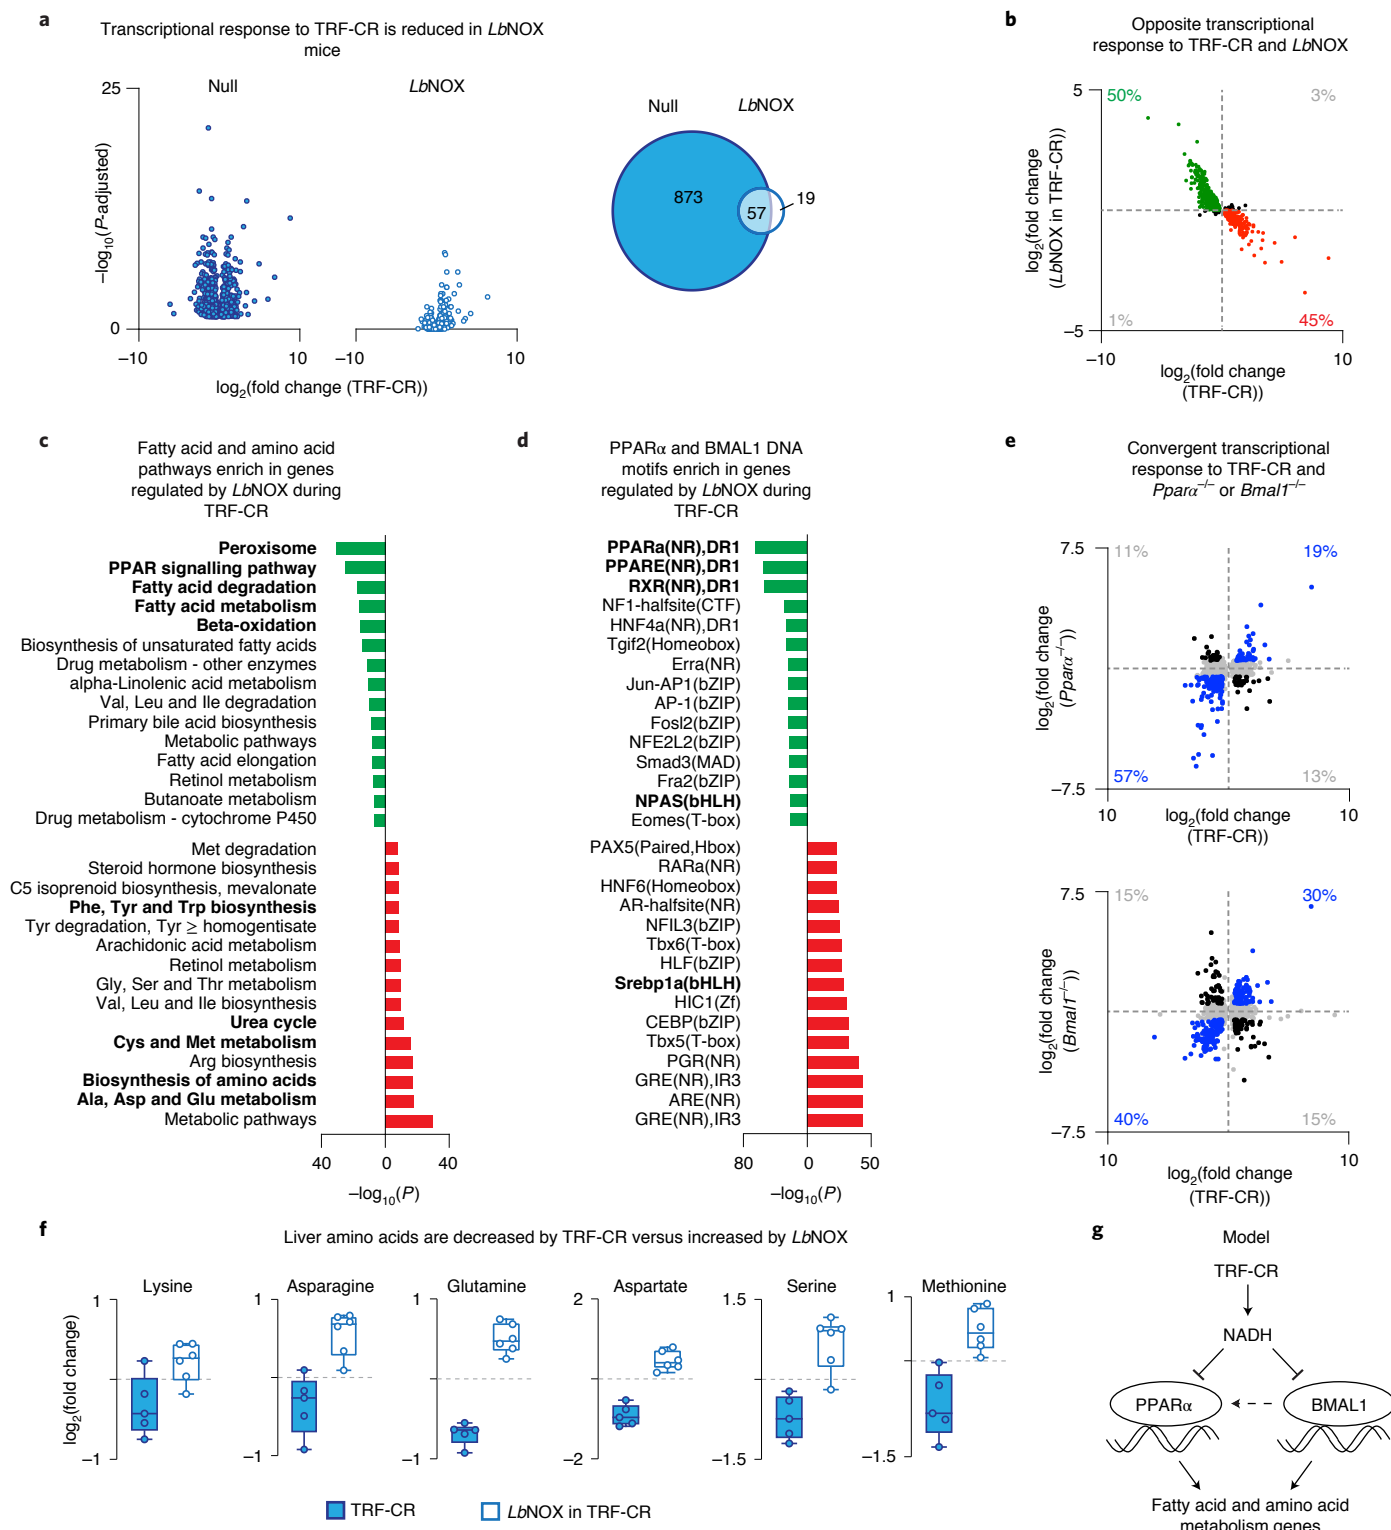 a
Transcriptional response to TRF-CR is reduced in LbNOX
mice
Null
LbNOX
25
0
–log10(P-adjusted)
–10
10
–10
10
log2(fold change (TRF-CR))
Null
LbNOX
873
57
19
b
Opposite transcriptional
response to TRF-CR and LbNOX
5
–5
50%
3%
1%
45%
log2(fold change
(LbNOX in TRF-CR))
–10
10
log2(fold change
(TRF-CR))
c
Fatty acid and amino acid
pathways enrich in genes
regulated by LbNOX during
TRF-CR
Peroxisome
PPAR signalling pathway
Fatty acid degradation
Fatty acid metabolism
Beta-oxidation
Biosynthesis of unsaturated fatty acids
Drug metabolism - other enzymes
alpha-Linolenic acid metabolism
Val, Leu and Ile degradation
Primary bile acid biosynthesis
Metabolic pathways
Fatty acid elongation
Retinol metabolism
Butanoate metabolism
Drug metabolism - cytochrome P450
Met degradation
Steroid hormone biosynthesis
C5 isoprenoid biosynthesis, mevalonate
Phe, Tyr and Trp biosynthesis
Tyr degradation, Tyr ≥ homogentisate
Arachidonic acid metabolism
Retinol metabolism
Gly, Ser and Thr metabolism
Val, Leu and Ile biosynthesis
Urea cycle
Cys and Met metabolism
Arg biosynthesis
Biosynthesis of amino acids
Ala, Asp and Glu metabolism
Metabolic pathways
40
0
40
–log10(P)
d
PPARα and BMAL1 DNA
motifs enrich in genes
regulated by LbNOX during
TRF-CR
PPARa(NR),DR1
PPARE(NR),DR1
RXR(NR),DR1
NF1-halfsite(CTF)
HNF4a(NR),DR1
Tgif2(Homeobox)
Erra(NR)
Jun-AP1(bZIP)
AP-1(bZIP)
Fosl2(bZIP)
NFE2L2(bZIP)
Smad3(MAD)
Fra2(bZIP)
NPAS(bHLH)
Eomes(T-box)
PAX5(Paired,Hbox)
RARa(NR)
HNF6(Homeobox)
AR-halfsite(NR)
NFIL3(bZIP)
Tbx6(T-box)
HLF(bZIP)
Srebp1a(bHLH)
HIC1(Zf)
CEBP(bZIP)
Tbx5(T-box)
PGR(NR)
GRE(NR),IR3
ARE(NR)
GRE(NR),IR3
80
0
50
–log10(P)
e
Convergent transcriptional
response to TRF-CR and
Pparα–/– or Bmal1–/–
7.5
–7.5
11%
19%
57%
13%
log2(fold change
(Pparα–/–))
10
10
log2(fold change
(TRF-CR))
7.5
–7.5
15%
30%
40%
15%
log2(fold change
(Bmal1–/–))
10
10
log2(fold change
(TRF-CR))
f
Liver amino acids are decreased by TRF-CR versus increased by LbNOX
log2(fold change)
Lysine
1
–1
Asparagine
1
–1
Glutamine
1
–1
Aspartate
2
–2
Serine
1.5
–1.5
Methionine
1
–1.5
TRF-CR
LbNOX in TRF-CR
g
Model
TRF-CR
NADH
PPARα
BMAL1
Fatty acid and amino acid
metabolism genes